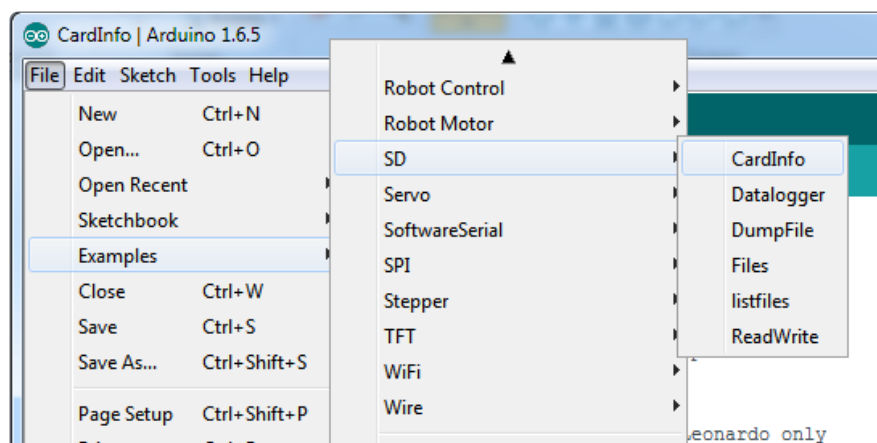 CardInfo | Arduino 1.6.5
File Edit Sketch Tools Help
New Ctrl+N
Open... Ctrl+O
Open Recent
Sketchbook
Examples
Close Ctrl+W
Save Ctrl+S
Save As... Ctrl+Shift+S
Page Setup Ctrl+Shift+P
Robot Control
Robot Motor
SD
Servo
SoftwareSerial
SPI
Stepper
TFT
WiFi
Wire
CardInfo
Datalogger
DumpFile
Files
listfiles
ReadWrite
eonardo only